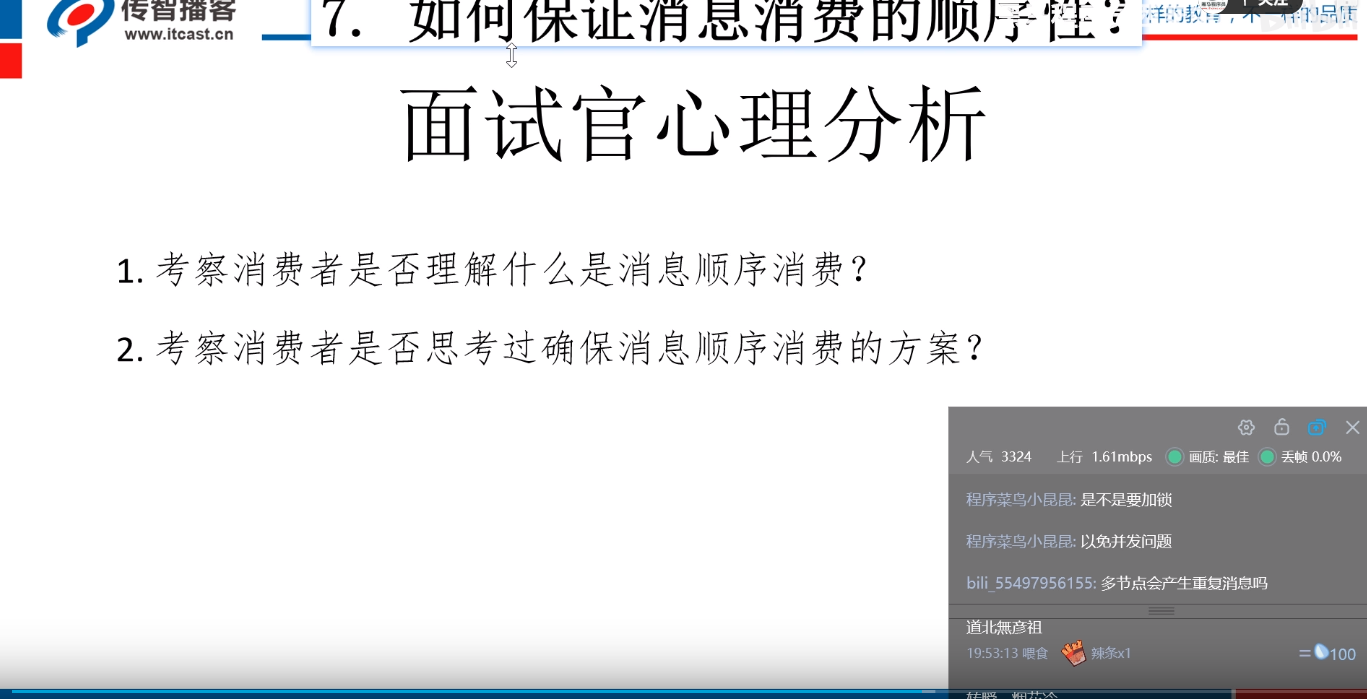 传智播客
www.itcast.cn
7. 如何保证消息消费的顺序性?
面试官心理分析
1. 考察消费者是否理解什么是消息顺序消费?
2. 考察消费者是否思考过确保消息顺序消费的方案?
人气 3324 上行 1.61mbps 画质: 最佳 丢帧 0.0%
程序菜鸟小昆昆: 是不是要加锁
程序菜鸟小昆昆: 以免并发问题
bili_55497956155: 多节点会产生重复消息吗
道北無彦祖
19:53:13 喂食 辣条x1 =100